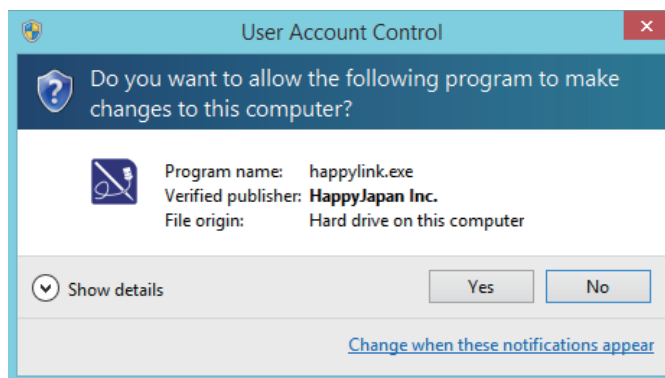 User Account Control
Do you want to allow the following program to make
changes to this computer?
Program name: happylink.exe
Verified publisher: HappyJapan Inc.
File origin: Hard drive on this computer
Show details
Yes
No
Change when these notifications appear